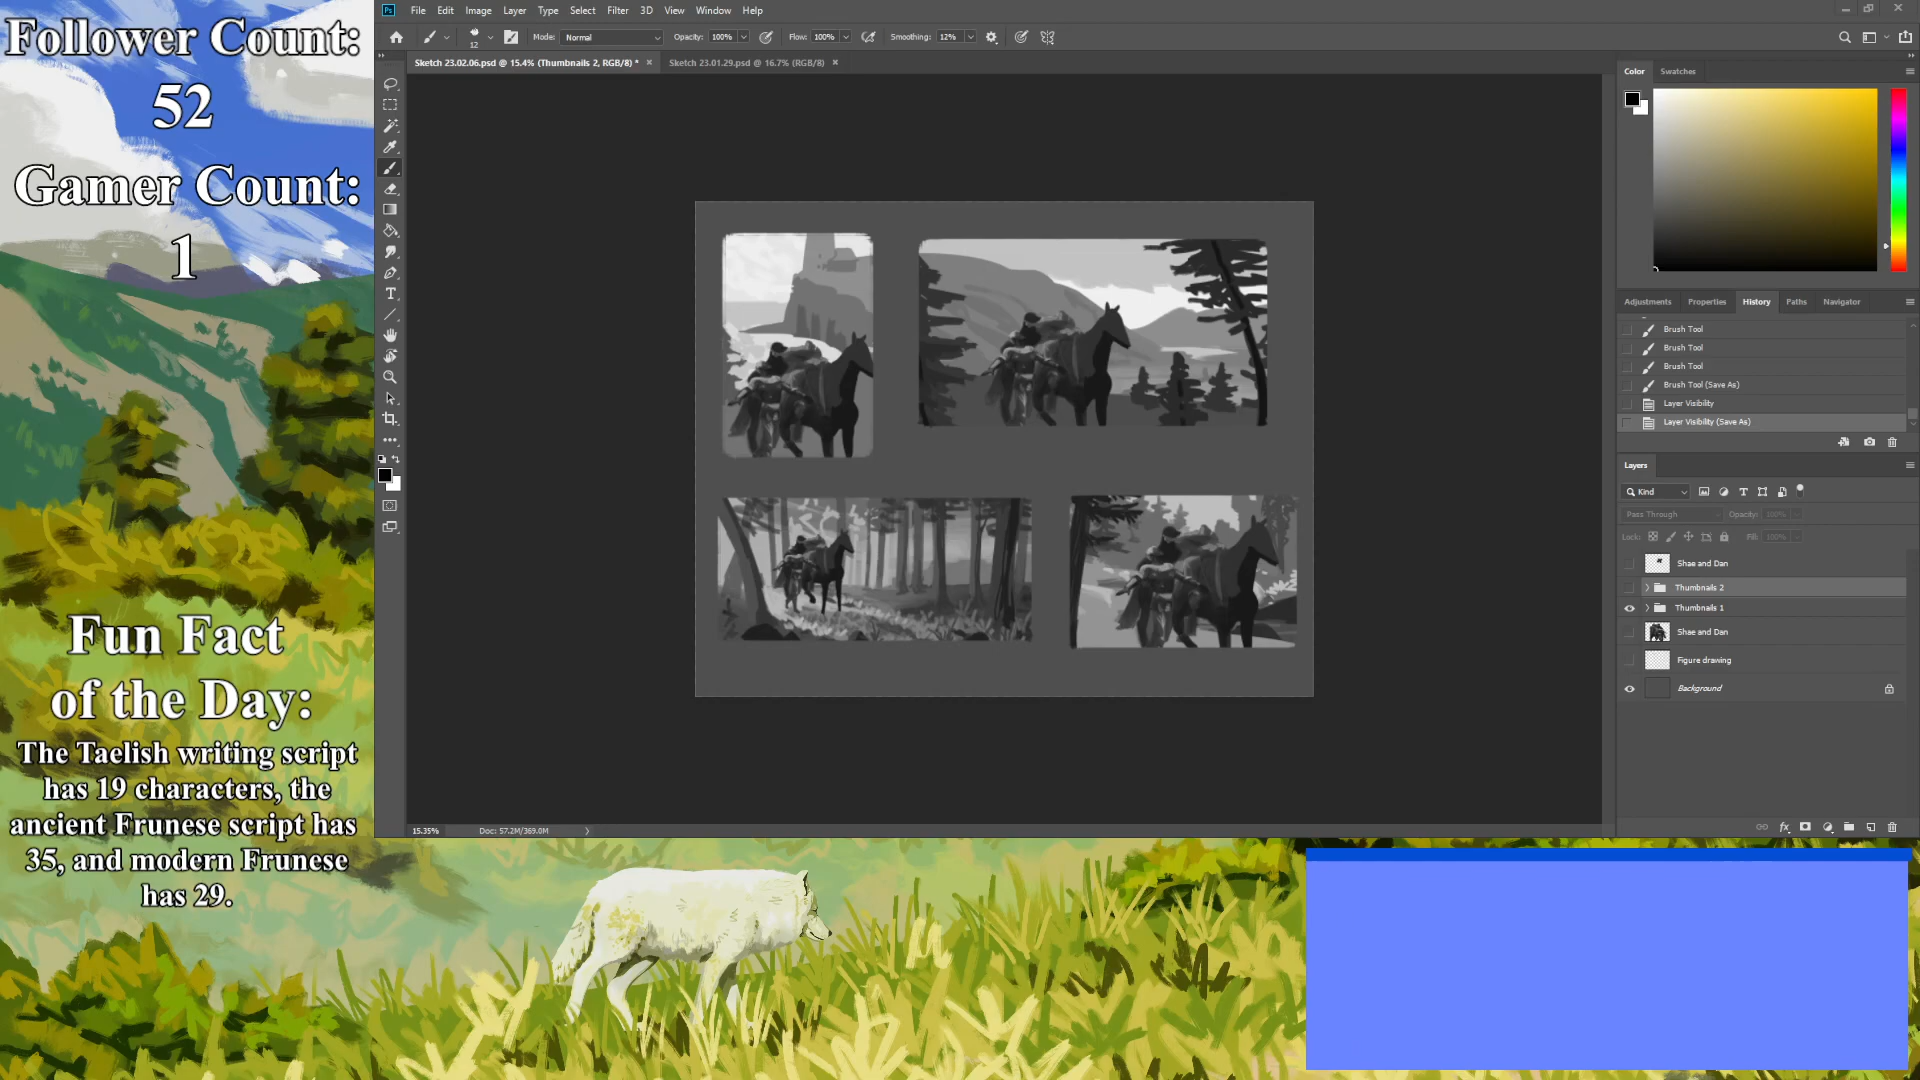 Follower Count:
52
Gamer Count:
1
Fun Fact
of the Day:
The Taelish writing script
has 19 characters, the
ancient Frunese script has
35, and modern Frunese
has 29.
Ps File Edit Image Layer Type Select Filter 3D View Window Help
12 Mode: Normal Opacity: 100% Flow: 100% Smoothing: 12%
Sketch 23.02.06.psd @ 15.4% (Thumbnails 2, RGB/8) * × Sketch 23.01.29.psd @ 16.7% (RGB/8) ×
Color Swatches
Adjustments Properties History Paths Navigator
Brush Tool
Brush Tool
Brush Tool
Brush Tool (Save As)
Layer Visibility
Layer Visibility (Save As)
Layers
Kind
Pass Through Opacity: 100%
Lock: Fill: 100%
Shae and Dan
Thumbnails 2
Thumbnails 1
Shae and Dan
Figure drawing
Background
fx
15.35% Doc: 57.2M/369.0M